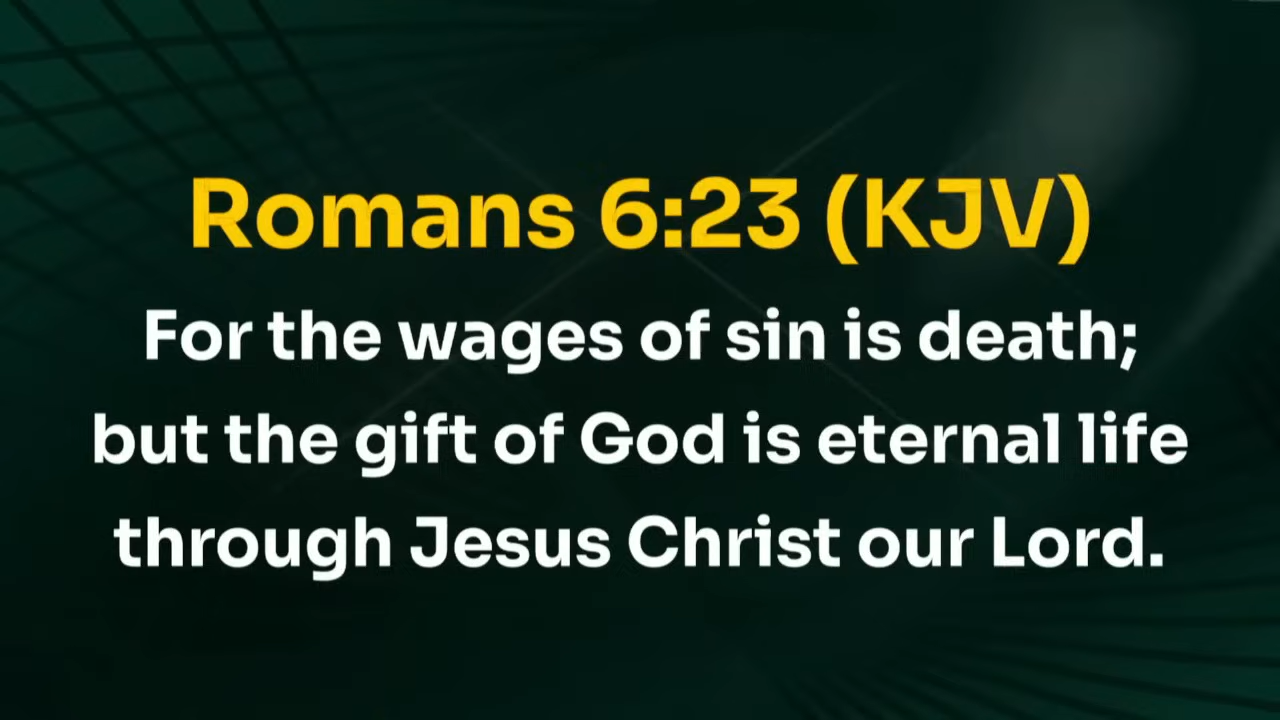 Romans 6:23 (KJV)
For the wages of sin is death;
but the gift of God is eternal life
through Jesus Christ our Lord.